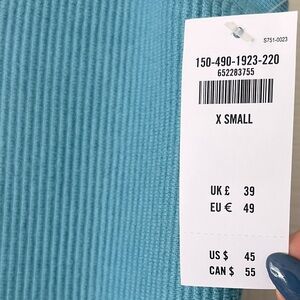 S751-0023
150-490-1923-220
652283755
X SMALL
UK £ 39
EU € 49
US $ 45
CAN $ 55